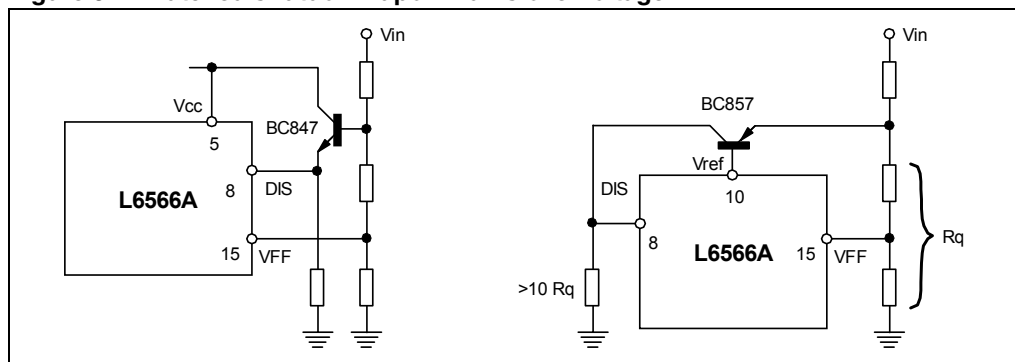 Vin
Vcc
5
BC847
8
DIS
L6566A
15
VFF
Vin
BC857
Vref
10
DIS
8
L6566A
15
VFF
Rq
>10 Rq